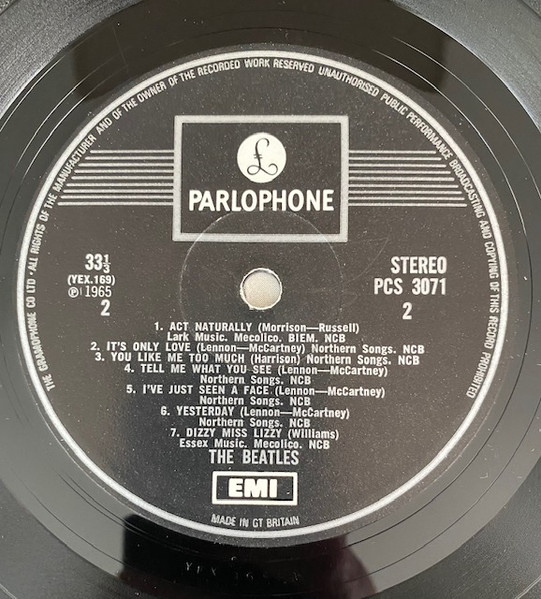 THE GRAMOPHONE CO LTD · ALL RIGHTS OF THE MANUFACTURER AND OF THE OWNER OF THE RECORDED WORK RESERVED UNAUTHORISED PUBLIC PERFORMANCE BROADCASTING AND COPYING OF THIS RECORD PROHIBITED
£
PARLOPHONE
33⅓
(YEX.169)
Ⓟ 1965
2
STEREO
PCS 3071
2
1. ACT NATURALLY (Morrison—Russell)
Lark Music. Mecolico. BIEM. NCB
2. IT'S ONLY LOVE (Lennon—McCartney) Northern Songs. NCB
3. YOU LIKE ME TOO MUCH (Harrison) Northern Songs. NCB
4. TELL ME WHAT YOU SEE (Lennon—McCartney)
Northern Songs. NCB
5. I'VE JUST SEEN A FACE (Lennon—McCartney)
Northern Songs. NCB
6. YESTERDAY (Lennon—McCartney)
Northern Songs. NCB
7. DIZZY MISS LIZZY (Williams)
Essex Music. Mecolico. NCB
THE BEATLES
EMI
MADE IN GT BRITAIN